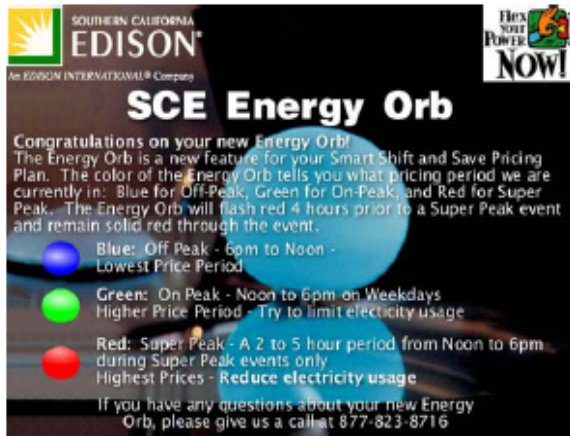 SOUTHERN CALIFORNIA
EDISON®
An EDISON INTERNATIONAL® Company
Flex
YOUR
POWER
NOW!
SCE Energy Orb
Congratulations on your new Energy Orb!
The Energy Orb is a new feature for your Smart Shift and Save Pricing
Plan. The color of the Energy Orb tells you what pricing period we are
currently in: Blue for Off-Peak, Green for On-Peak, and Red for Super
Peak. The Energy Orb will flash red 4 hours prior to a Super Peak event
and remain solid red through the event.
Blue: Off Peak - 6pm to Noon -
Lowest Price Period
Green: On Peak - Noon to 6pm on Weekdays
Higher Price Period - Try to limit electicity usage
Red: Super Peak - A 2 to 5 hour period from Noon to 6pm
during Super Peak events only
Highest Prices - Reduce electricity usage
If you have any questions about your new Energy
Orb, please give us a call at 877-823-8716